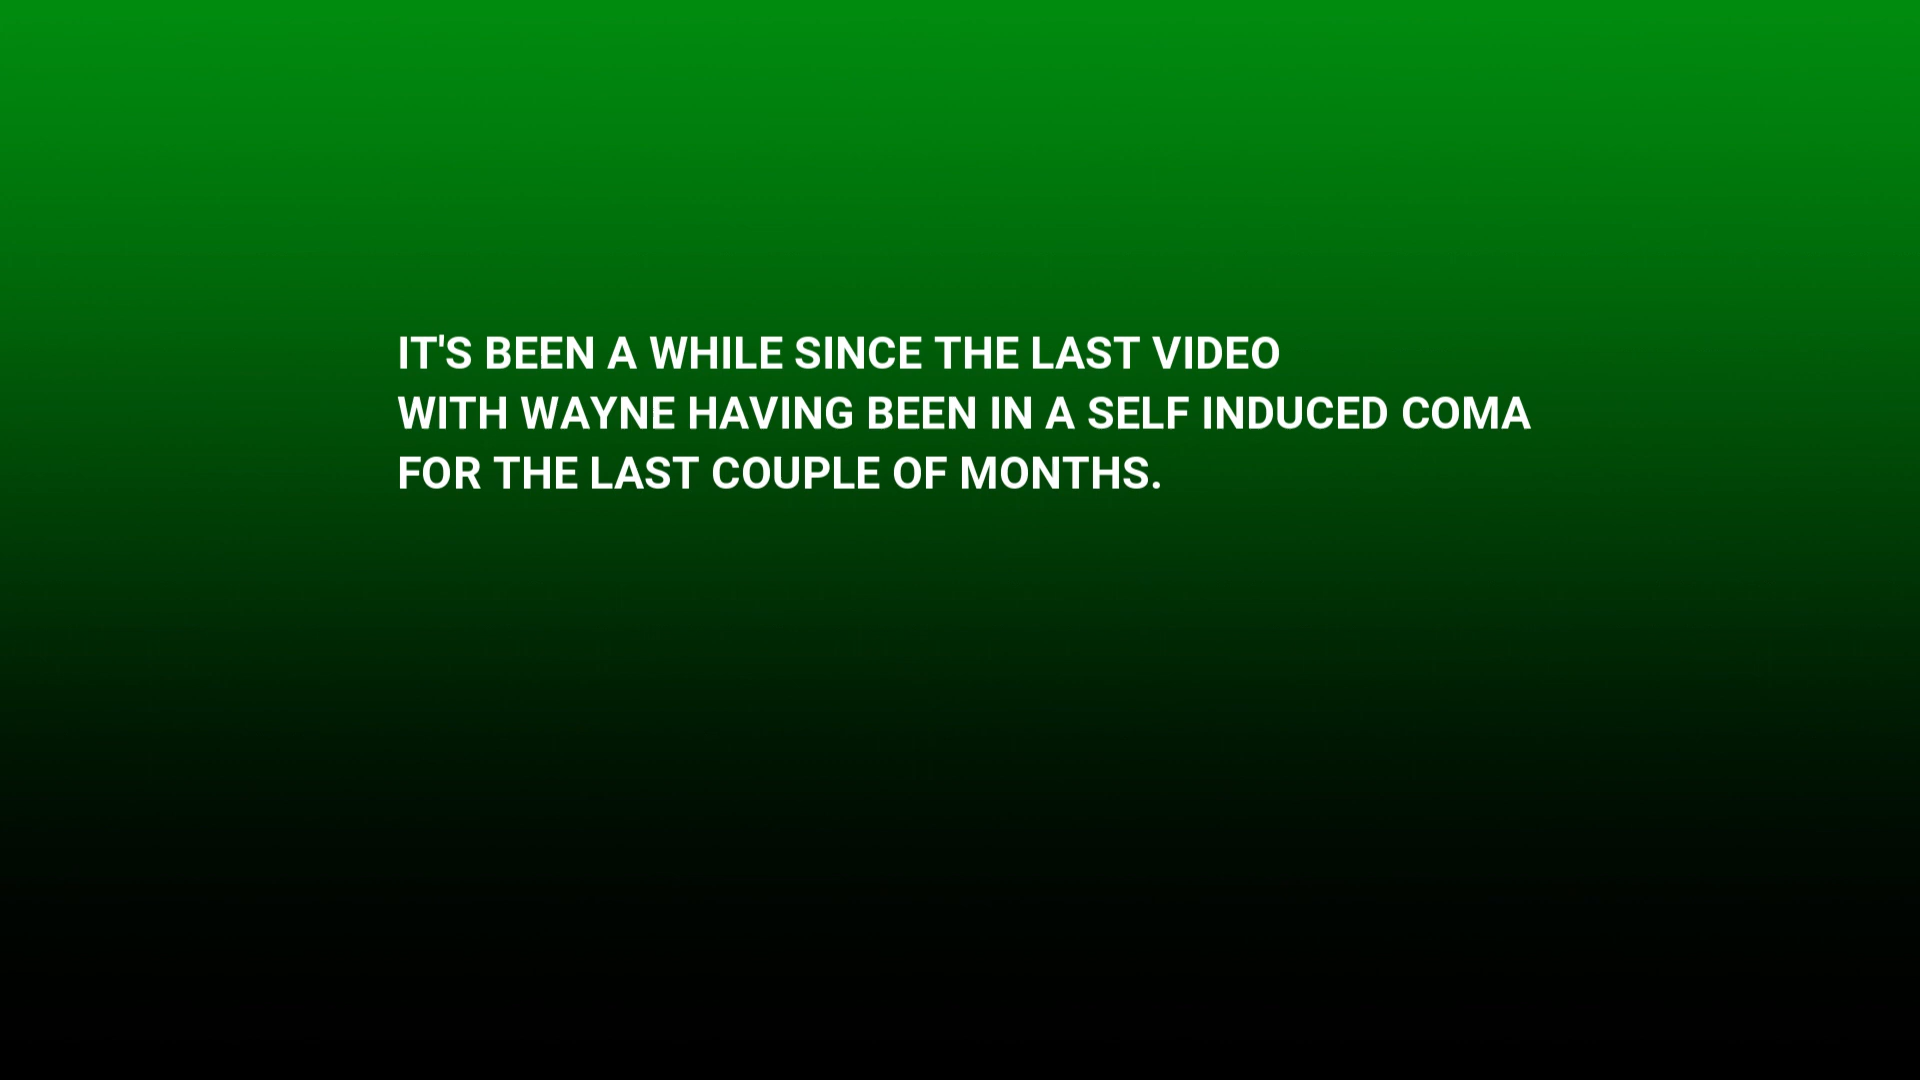 IT'S BEEN A WHILE SINCE THE LAST VIDEO
WITH WAYNE HAVING BEEN IN A SELF INDUCED COMA
FOR THE LAST COUPLE OF MONTHS.